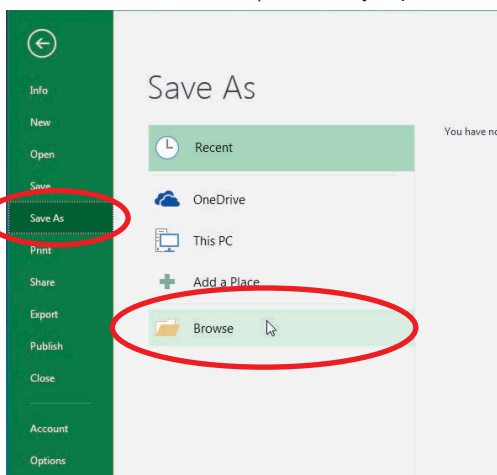 Save As
Info
New
Open
Save
Save As
Print
Share
Export
Publish
Close
Account
Options
Recent
OneDrive
This PC
Add a Place
Browse
You have